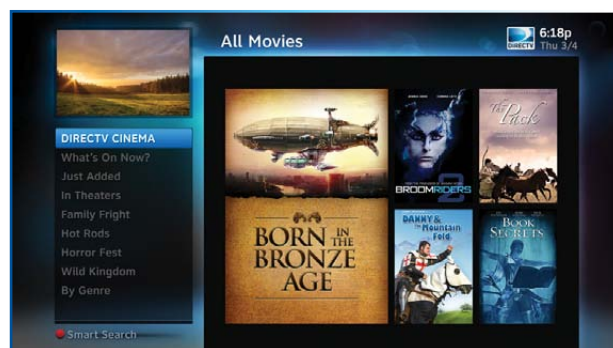 All Movies
DIRECTV
6:18p
Thu 3/4
DIRECTV CINEMA
What's On Now?
Just Added
In Theaters
Family Fright
Hot Rods
Horror Fest
Wild Kingdom
By Genre
Smart Search
BORN IN THE
BRONZE
AGE
BROOMRIDERS
2
The
Pack
DANNY &
The Mountain
Fold
BOOK
OF
SECRETS